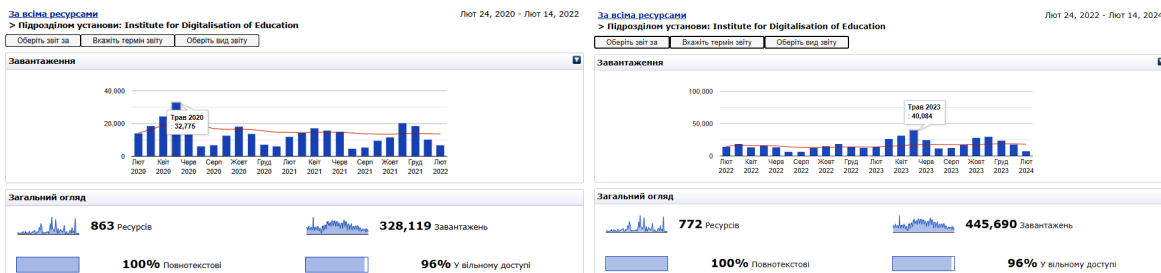 За всіма ресурсами
Лют 24, 2020 - Лют 14, 2022
> Підрозділом установи: Institute for Digitalisation of Education
Оберіть звіт за Вкажіть термін звіту Оберіть вид звіту
Завантаження
40,000
20,000
0
Трав 2020
: 32,775
Лют Квіт Черв Серп Жовт Груд Лют Квіт Черв Серп Жовт Груд Лют
2020 2020 2020 2020 2020 2020 2021 2021 2021 2021 2021 2021 2022
Загальний огляд
863 Ресурсів
328,119 Завантажень
100% Повнотекстові
96% У вільному доступі
За всіма ресурсами
Лют 24, 2022 - Лют 14, 2024
> Підрозділом установи: Institute for Digitalisation of Education
Оберіть звіт за Вкажіть термін звіту Оберіть вид звіту
Завантаження
100,000
50,000
0
Трав 2023
: 40,084
Лют Квіт Черв Серп Жовт Груд Лют Квіт Черв Серп Жовт Груд Лют
2022 2022 2022 2022 2022 2022 2023 2023 2023 2023 2023 2023 2024
Загальний огляд
772 Ресурсів
445,690 Завантажень
100% Повнотекстові
96% У вільному доступі